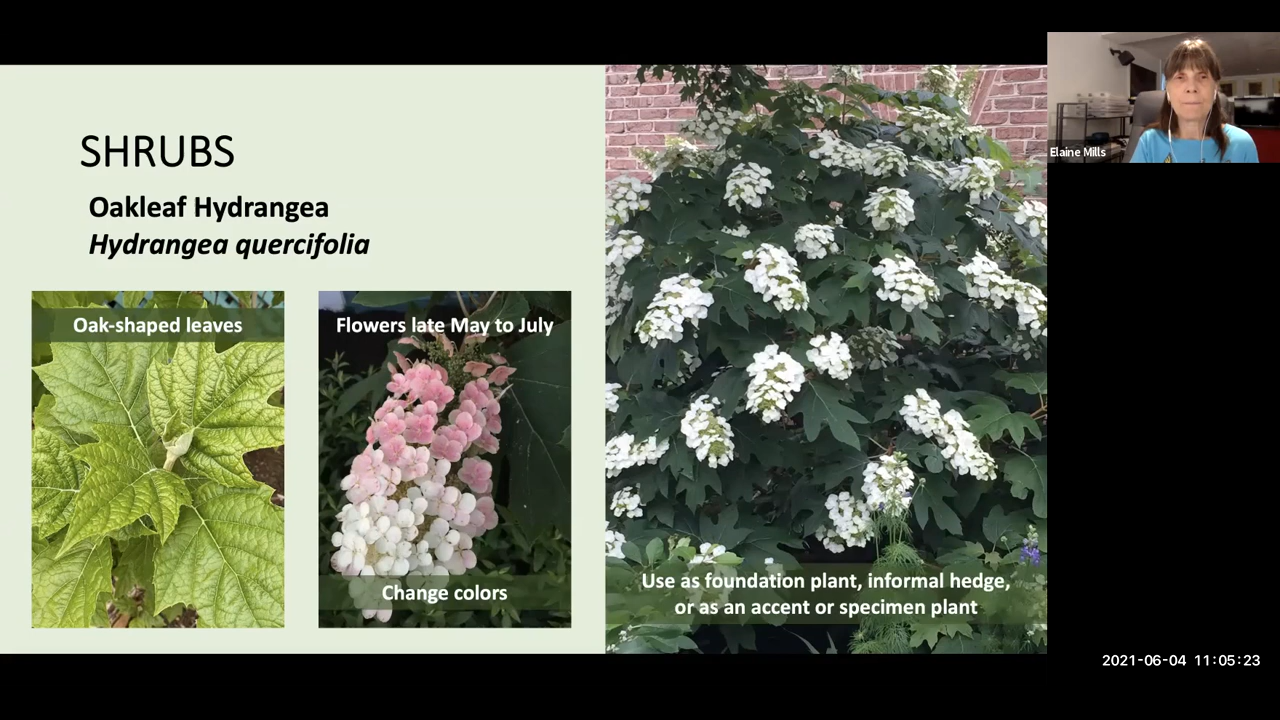 SHRUBS
Oakleaf Hydrangea
Hydrangea quercifolia
Oak-shaped leaves
Flowers late May to July
Change colors
Use as foundation plant, informal hedge,
or as an accent or specimen plant
Elaine Mills
2021-06-04 11:05:23